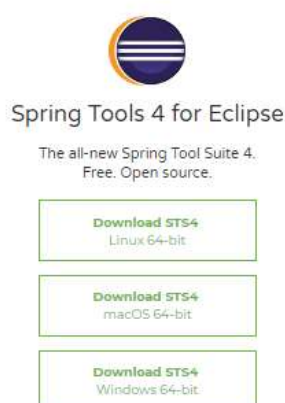 Spring Tools 4 for Eclipse
The all-new Spring Tool Suite 4.
Free. Open source.
Download STS4
Linux 64-bit
Download STS4
macOS 64-bit
Download STS4
Windows 64-bit